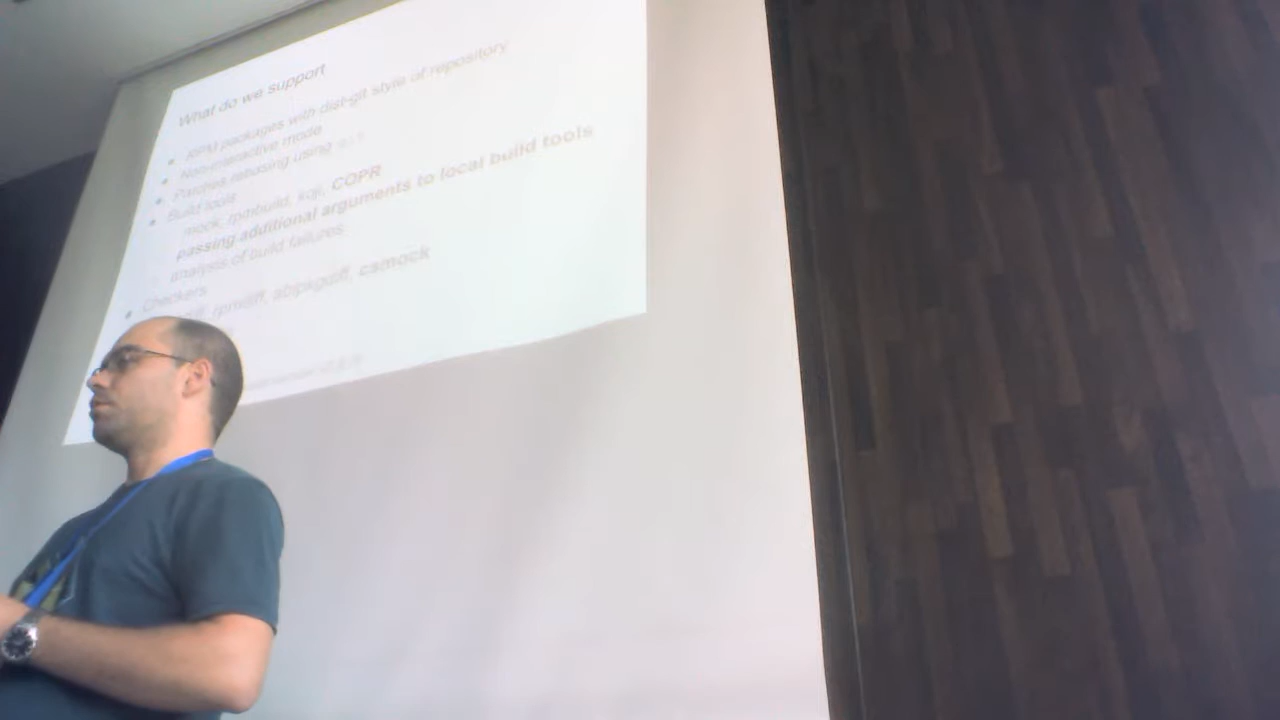 What do we support
RPM packages with dist-git style of repository
Non-interactive mode
Patches rebasing using
Build tools
mock, rpmbuild, koji, COPR
passing additional arguments to local build tools
analysis of build failures
Checkers
rpmdiff, abipkgdiff, csmock